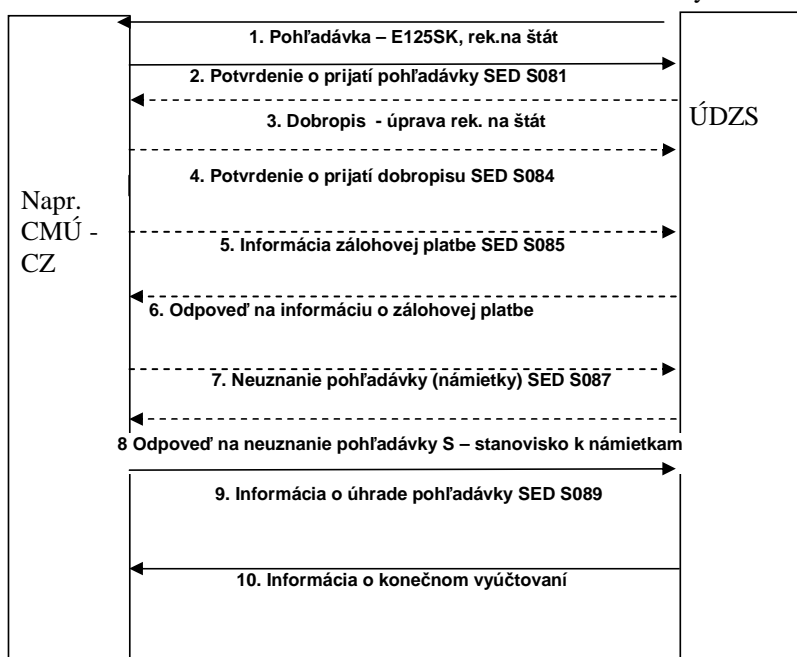 1. Pohľadávka – E125SK, rek.na štát
2. Potvrdenie o prijatí pohľadávky SED S081
ÚDZS
3. Dobropis - úprava rek. na štát
4. Potvrdenie o prijatí dobropisu SED S084
Napr.
CMÚ -
CZ
5. Informácia zálohovej platbe SED S085
6. Odpoveď na informáciu o zálohovej platbe
7. Neuznanie pohľadávky (námietky) SED S087
8 Odpoveď na neuznanie pohľadávky S – stanovisko k námietkam
9. Informácia o úhrade pohľadávky SED S089
10. Informácia o konečnom vyúčtovaní